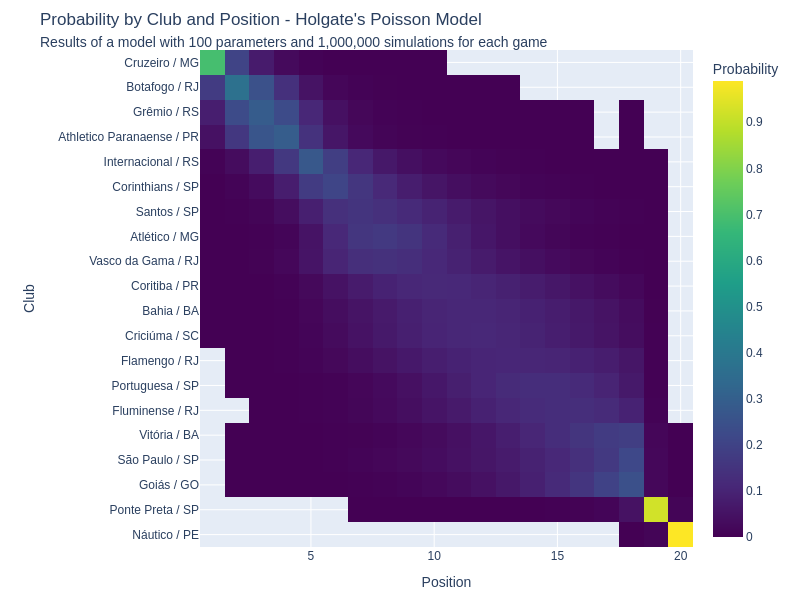 Probability by Club and Position - Holgate's Poisson Model
Results of a model with 100 parameters and 1,000,000 simulations for each game
Probability
Club
Cruzeiro / MG
Botafogo / RJ
Grêmio / RS
Athletico Paranaense / PR
Internacional / RS
Corinthians / SP
Santos / SP
Atlético / MG
Vasco da Gama / RJ
Coritiba / PR
Bahia / BA
Criciúma / SC
Flamengo / RJ
Portuguesa / SP
Fluminense / RJ
Vitória / BA
São Paulo / SP
Goiás / GO
Ponte Preta / SP
Náutico / PE
0.9
0.8
0.7
0.6
0.5
0.4
0.3
0.2
0.1
0
5
10
15
20
Position